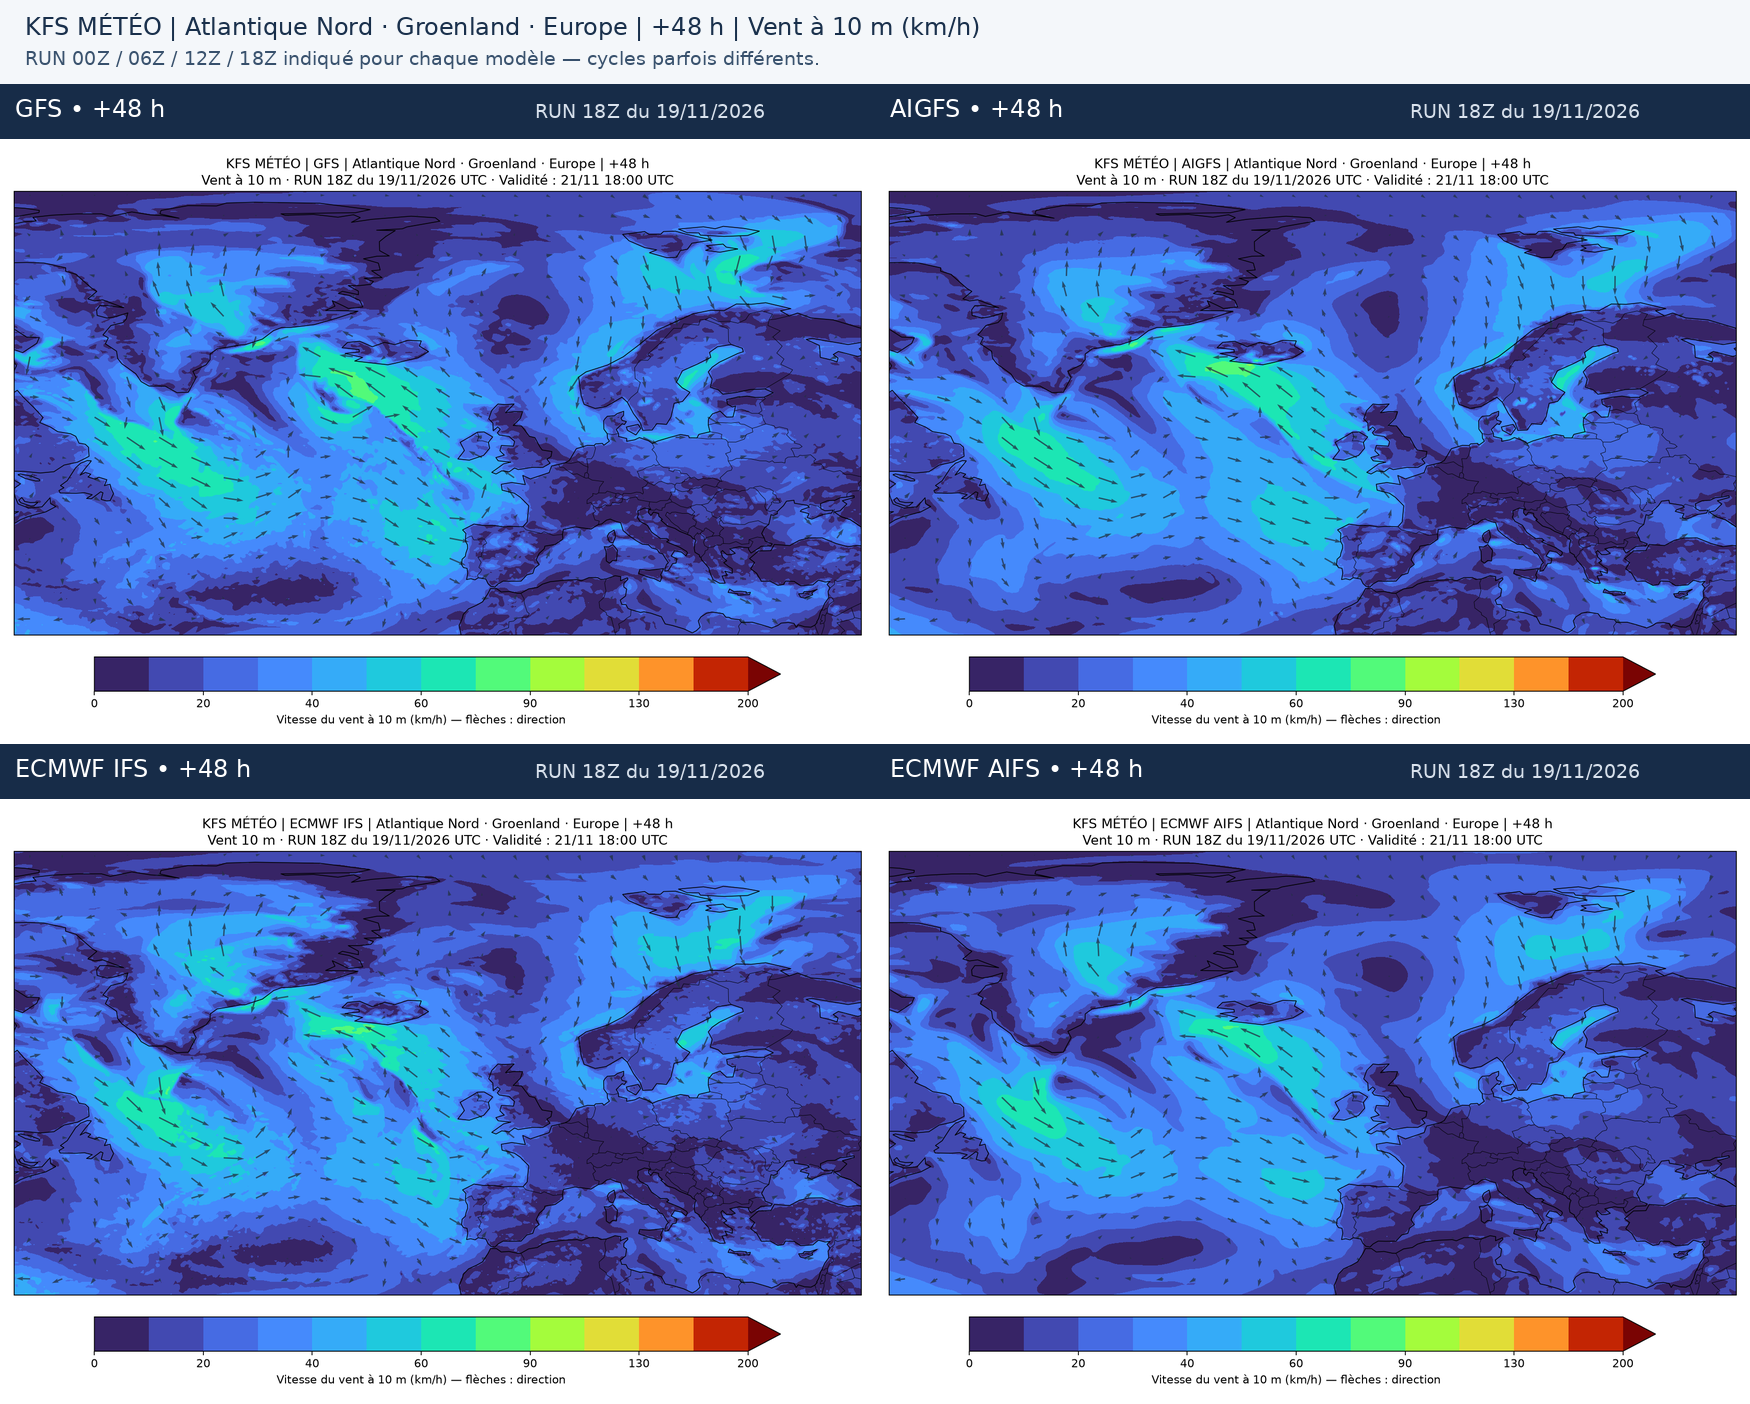 KFS MÉTÉO | Atlantique Nord · Groenland · Europe | +48 h | Vent à 10 m (km/h)
RUN 00Z / 06Z / 12Z / 18Z indiqué pour chaque modèle — cycles parfois différents.
GFS • +48 h
RUN 18Z du 19/11/2026
KFS MÉTÉO | GFS | Atlantique Nord · Groenland · Europe | +48 h
Vent à 10 m · RUN 18Z du 19/11/2026 UTC · Validité : 21/11 18:00 UTC
0 20 40 60 90 130 200
Vitesse du vent à 10 m (km/h) — flèches : direction
AIGFS • +48 h
RUN 18Z du 19/11/2026
KFS MÉTÉO | AIGFS | Atlantique Nord · Groenland · Europe | +48 h
Vent à 10 m · RUN 18Z du 19/11/2026 UTC · Validité : 21/11 18:00 UTC
0 20 40 60 90 130 200
Vitesse du vent à 10 m (km/h) — flèches : direction
ECMWF IFS • +48 h
RUN 18Z du 19/11/2026
KFS MÉTÉO | ECMWF IFS | Atlantique Nord · Groenland · Europe | +48 h
Vent 10 m · RUN 18Z du 19/11/2026 UTC · Validité : 21/11 18:00 UTC
0 20 40 60 90 130 200
Vitesse du vent à 10 m (km/h) — flèches : direction
ECMWF AIFS • +48 h
RUN 18Z du 19/11/2026
KFS MÉTÉO | ECMWF AIFS | Atlantique Nord · Groenland · Europe | +48 h
Vent 10 m · RUN 18Z du 19/11/2026 UTC · Validité : 21/11 18:00 UTC
0 20 40 60 90 130 200
Vitesse du vent à 10 m (km/h) — flèches : direction